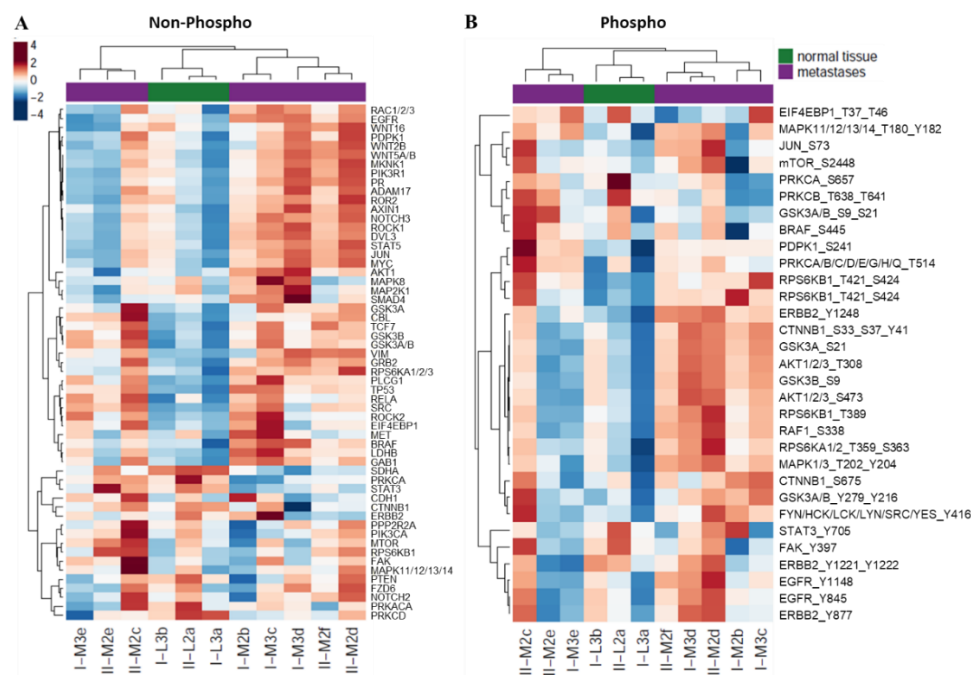 A
Non-Phospho
4
2
0
−2
−4
RAC1/2/3
EGFR
WNT16
PDPK1
WNT2B
WNT5A/B
MKNK1
PIK3R1
PR
ADAM17
ROR2
AXIN1
NOTCH3
ROCK1
DVL3
STAT5
JUN
MYC
AKT1
MAPK8
MAP2K1
SMAD4
GSK3A
CBL
TCF7
GSK3B
GSK3A/B
VIM
GRB2
RPS6KA1/2/3
PLCG1
TP53
RELA
SRC
ROCK2
EIF4EBP1
MET
BRAF
LDHB
GAB1
SDHA
PRKCA
STAT3
CDH1
CTNNB1
ERBB2
PPP2R2A
PIK3CA
MTOR
RPS6KB1
FAK
MAPK11/12/13/14
PTEN
FZD6
NOTCH2
PRKACA
PRKCD
I−M3e
II−M2e
II−M2c
I−L3b
II−L2a
I−L3a
I−M2b
I−M3c
I−M3d
II−M2f
II−M2d
B
Phospho
normal tissue
metastases
EIF4EBP1_T37_T46
MAPK11/12/13/14_T180_Y182
JUN_S73
mTOR_S2448
PRKCA_S657
PRKCB_T638_T641
GSK3A/B_S9_S21
BRAF_S445
PDPK1_S241
PRKCA/B/C/D/E/G/H/Q_T514
RPS6KB1_T421_S424
RPS6KB1_T421_S424
ERBB2_Y1248
CTNNB1_S33_S37_Y41
GSK3A_S21
AKT1/2/3_T308
GSK3B_S9
AKT1/2/3_S473
RPS6KB1_T389
RAF1_S338
RPS6KA1/2_T359_S363
MAPK1/3_T202_Y204
CTNNB1_S675
GSK3A/B_Y279_Y216
FYN/HCK/LCK/LYN/SRC/YES_Y416
STAT3_Y705
FAK_Y397
ERBB2_Y1221_Y1222
EGFR_Y1148
EGFR_Y845
ERBB2_Y877
II−M2c
II−M2e
I−M3e
I−L3b
II−L2a
I−L3a
II−M2f
I−M3d
II−M2d
I−M2b
I−M3c